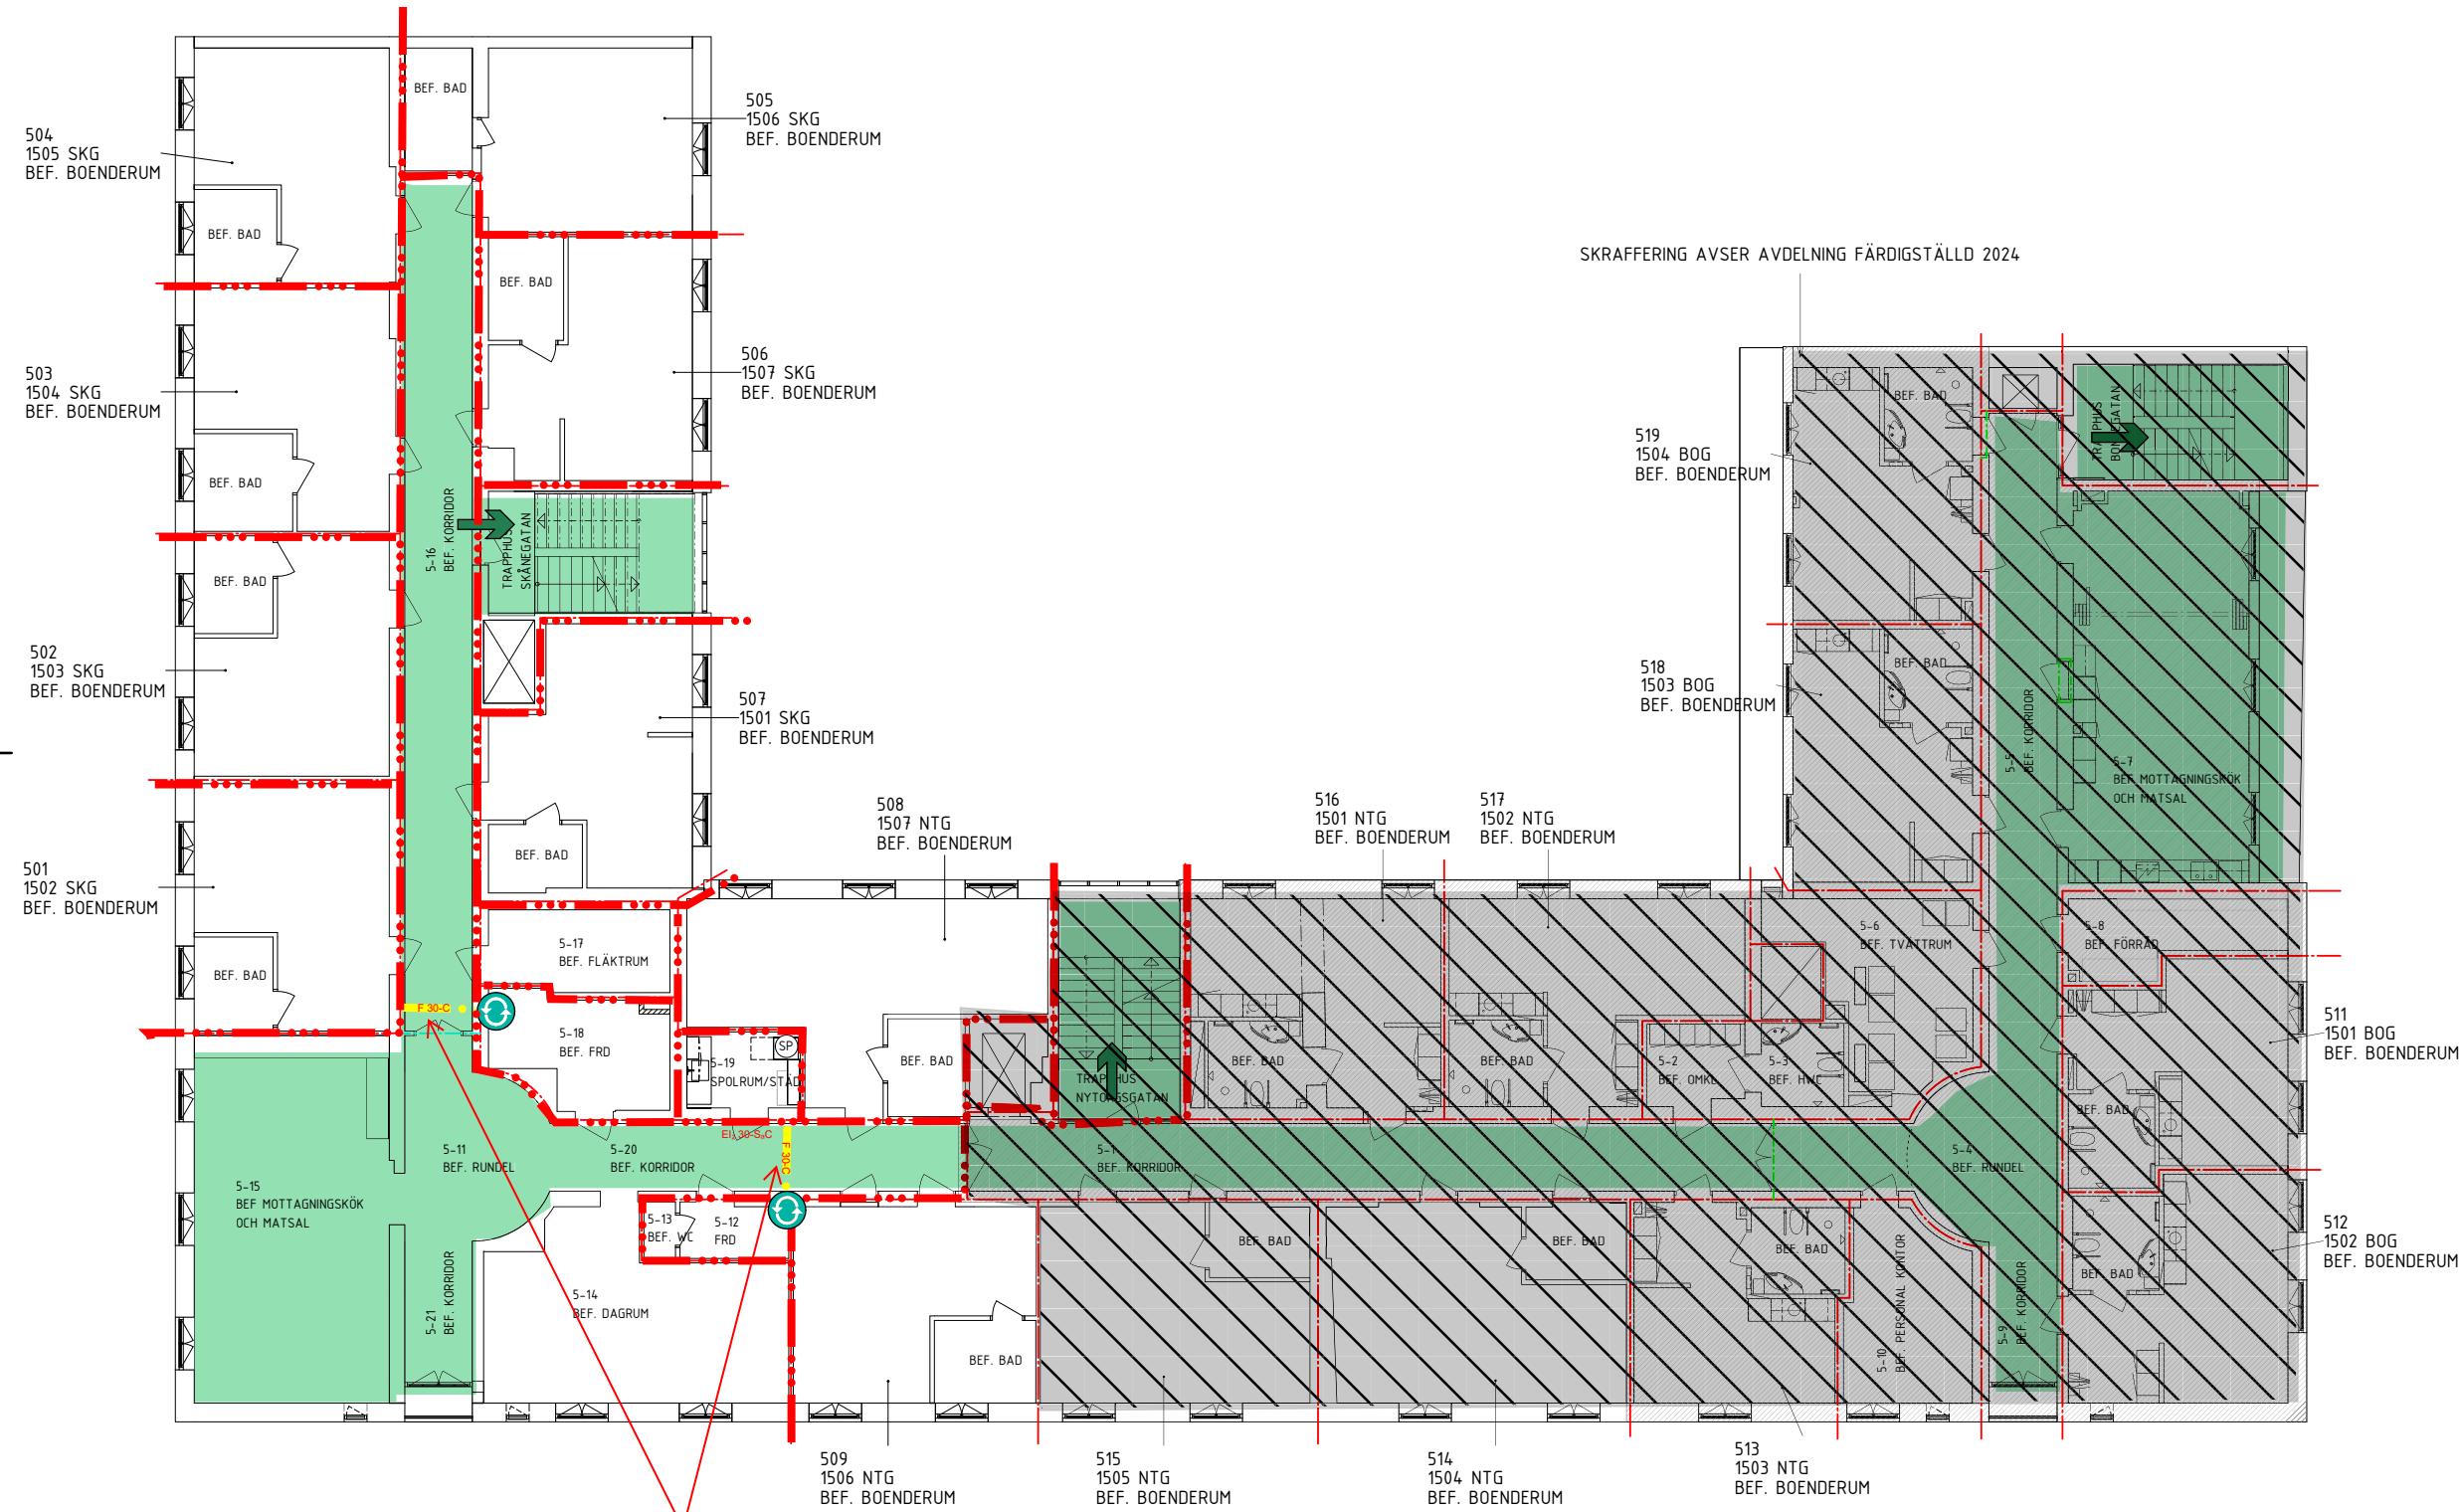 505
1506 SKG
BEF. BOENDERUM
504
1505 SKG
BEF. BOENDERUM
BEF. BAD
BEF. BAD
BEF. BAD
506
1507 SKG
BEF. BOENDERUM
503
1504 SKG
BEF. BOENDERUM
BEF. BAD
5-16
BEF. KORRIDOR
TRAPPHUS
SKÅNEGATAN
BEF. BAD
502
1503 SKG
BEF. BOENDERUM
507
1501 SKG
BEF. BOENDERUM
BEF. BAD
501
1502 SKG
BEF. BOENDERUM
BEF. BAD
508
1507 NTG
BEF. BOENDERUM
5-17
BEF. FLÄKTRUM
F 30-C
5-18
BEF. FRD
5-19
SPOLRUM/STÄD
SP
BEF. BAD
EI₂ 30-SₐC
F 30-C
5-11
BEF. RUNDEL
5-20
BEF. KORRIDOR
5-15
BEF MOTTAGNINGSKÖK
OCH MATSAL
5-13
BEF. WC
5-12
FRD
5-21
BEF. KORRIDOR
5-14
BEF. DAGRUM
BEF. BAD
509
1506 NTG
BEF. BOENDERUM
SKRAFFERING AVSER AVDELNING FÄRDIGSTÄLLD 2024
BEF. BAD
TRAPPHUS
BONDEGATAN
519
1504 BOG
BEF. BOENDERUM
518
1503 BOG
BEF. BOENDERUM
BEF. BAD
5-5
BEF. KORRIDOR
5-7
BEF. MOTTAGNINGSKÖK
OCH MATSAL
516
1501 NTG
BEF. BOENDERUM
517
1502 NTG
BEF. BOENDERUM
5-6
BEF. TVÄTTRUM
5-8
BEF. FÖRRÅD
TRAPPHUS
NYTORGSGATAN
BEF. BAD
BEF. BAD
5-2
BEF. OMKL
5-3
BEF. HWC
511
1501 BOG
BEF. BOENDERUM
BEF. BAD
5-1
BEF. KORRIDOR
5-4
BEF. RUNDEL
512
1502 BOG
BEF. BOENDERUM
BEF. BAD
BEF. BAD
BEF. BAD
BEF. BAD
5-10
BEF. PERSONAL KONTOR
5-9
BEF. KORRIDOR
515
1505 NTG
BEF. BOENDERUM
514
1504 NTG
BEF. BOENDERUM
513
1503 NTG
BEF. BOENDERUM